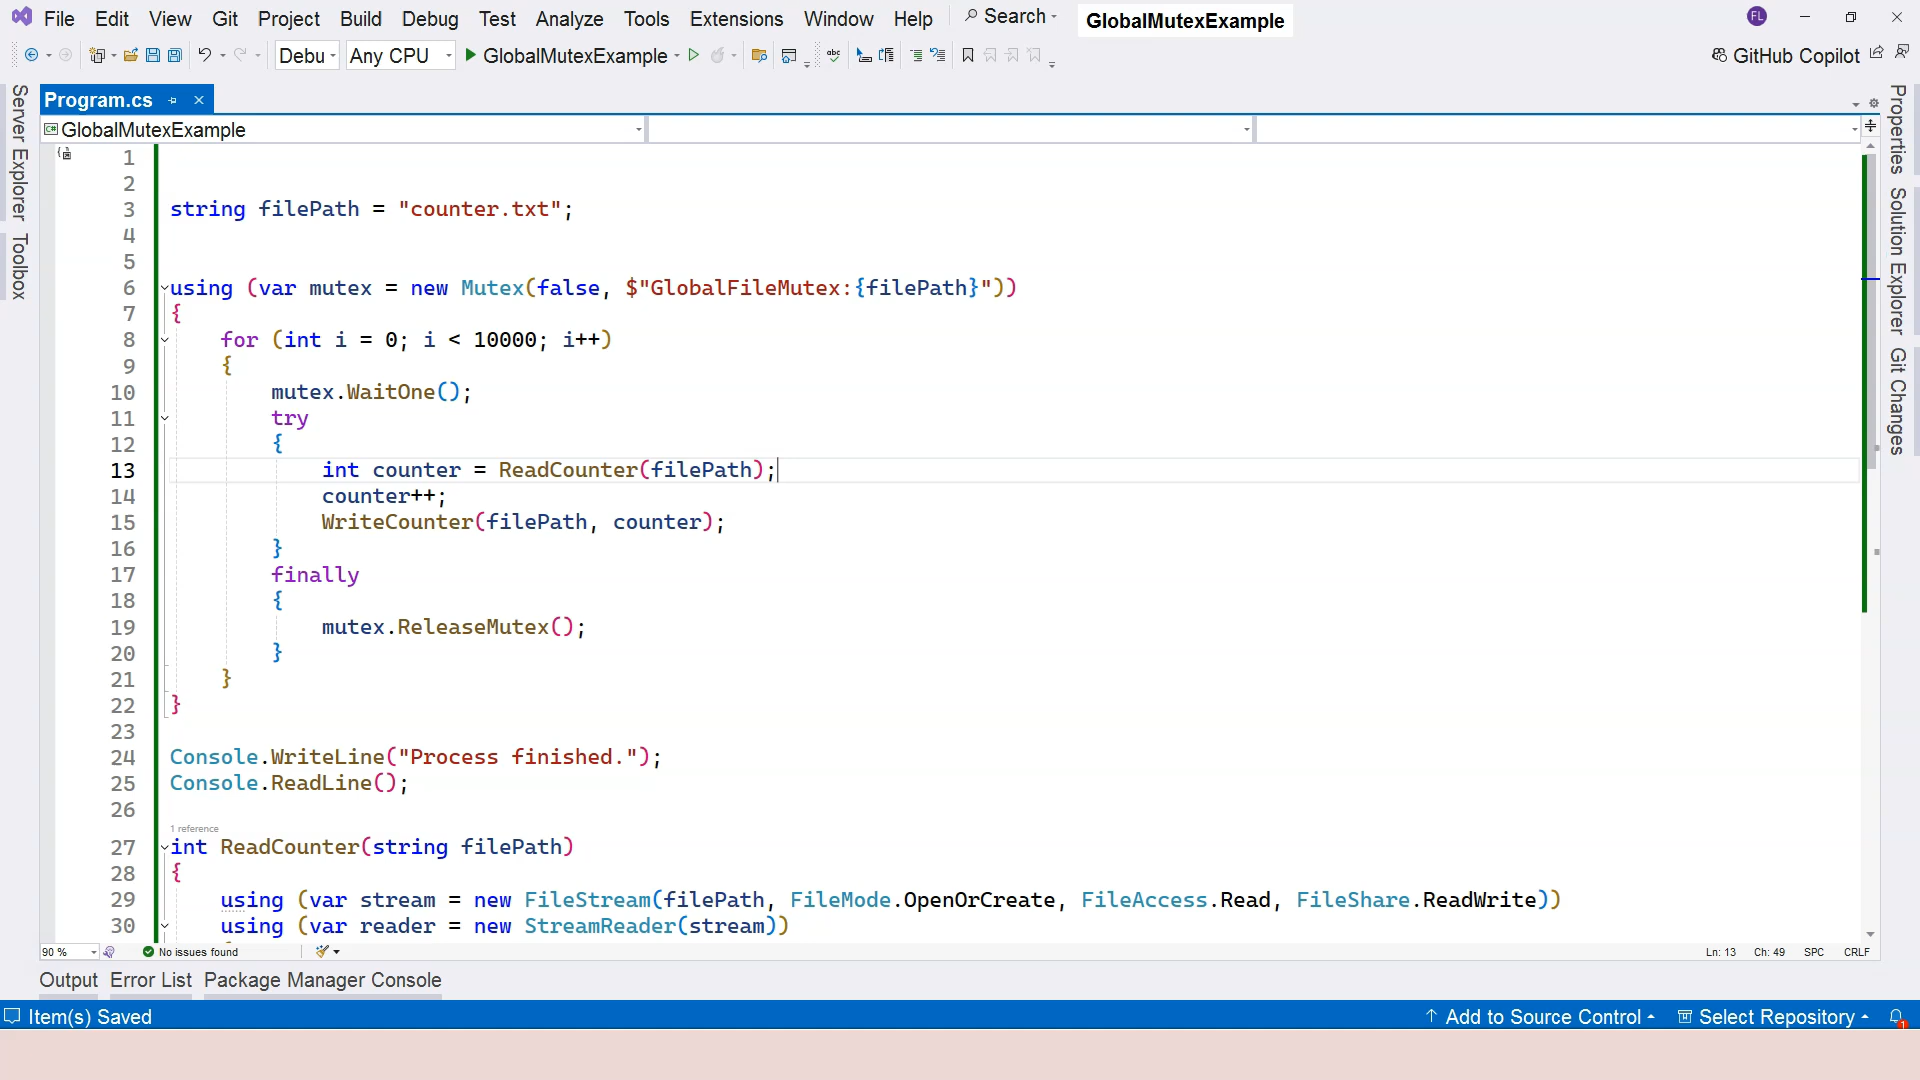 File Edit View Git Project Build Debug Test Analyze Tools Extensions Window Help Search GlobalMutexExample FL
Debu Any CPU GlobalMutexExample abc GitHub Copilot
Server Explorer
Toolbox
Program.cs
C# GlobalMutexExample
1
2
3 string filePath = "counter.txt";
4
5
6 using (var mutex = new Mutex(false, $"GlobalFileMutex:{filePath}"))
7 {
8 for (int i = 0; i < 10000; i++)
9 {
10 mutex.WaitOne();
11 try
12 {
13 int counter = ReadCounter(filePath);
14 counter++;
15 WriteCounter(filePath, counter);
16 }
17 finally
18 {
19 mutex.ReleaseMutex();
20 }
21 }
22 }
23
24 Console.WriteLine("Process finished.");
25 Console.ReadLine();
26
1 reference
27 int ReadCounter(string filePath)
28 {
29 using (var stream = new FileStream(filePath, FileMode.OpenOrCreate, FileAccess.Read, FileShare.ReadWrite))
30 using (var reader = new StreamReader(stream))
Properties
Solution Explorer
Git Changes
90 % No issues found Ln: 13 Ch: 49 SPC CRLF
Output Error List Package Manager Console
Item(s) Saved Add to Source Control Select Repository 1